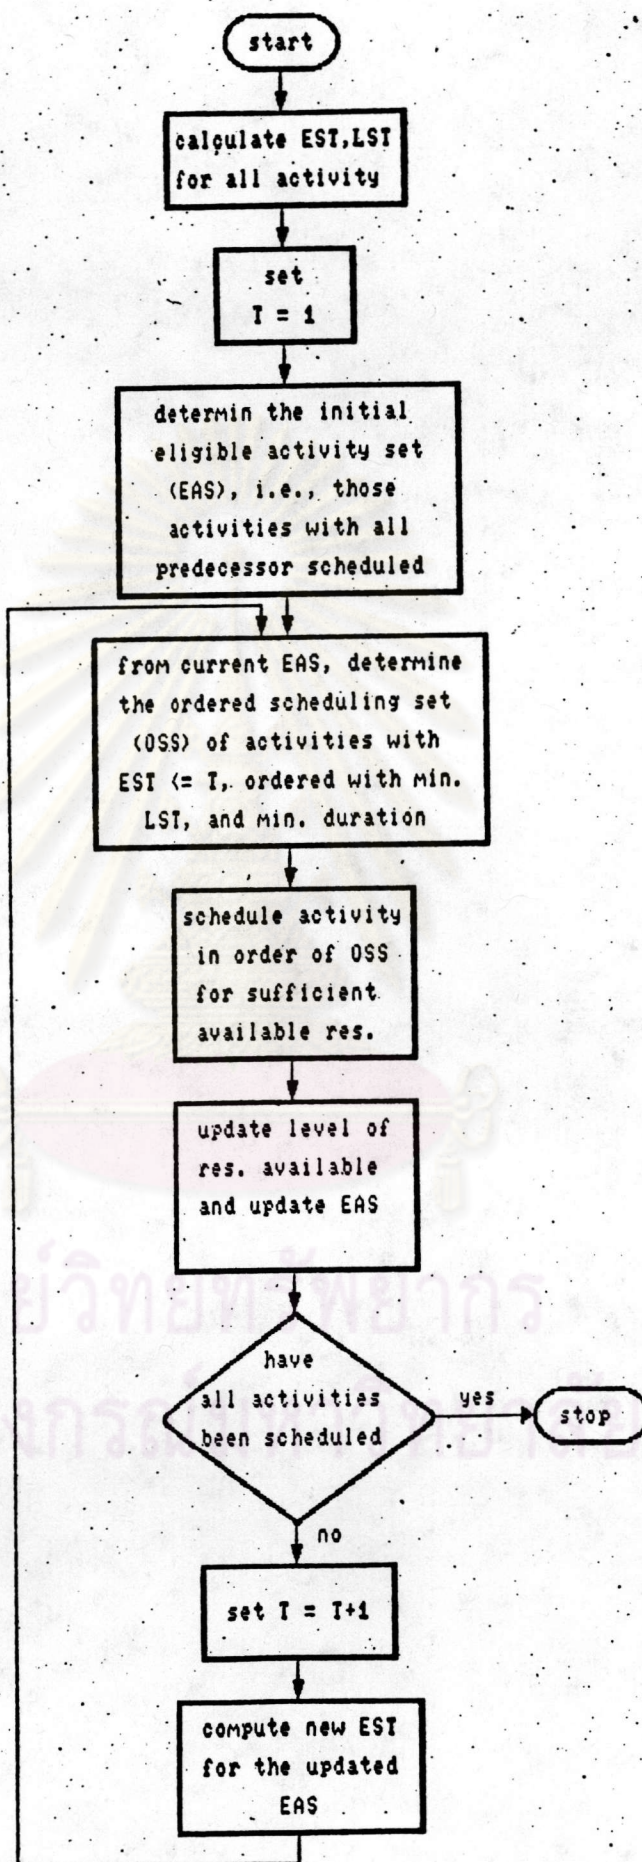 start
calculate EST,LST
for all activity
set
T = 1
determin the initial
eligible activity set
(EAS), i.e., those
activities with all
predecessor scheduled
from current EAS, determine
the ordered scheduling set
(OSS) of activities with
EST <= T, ordered with min.
LST, and min. duration
schedule activity
in order of OSS
for sufficient
available res.
update level of
res. available
and update EAS
have
all activities
been scheduled
yes
stop
no
set T = T+1
compute new EST
for the updated
EAS